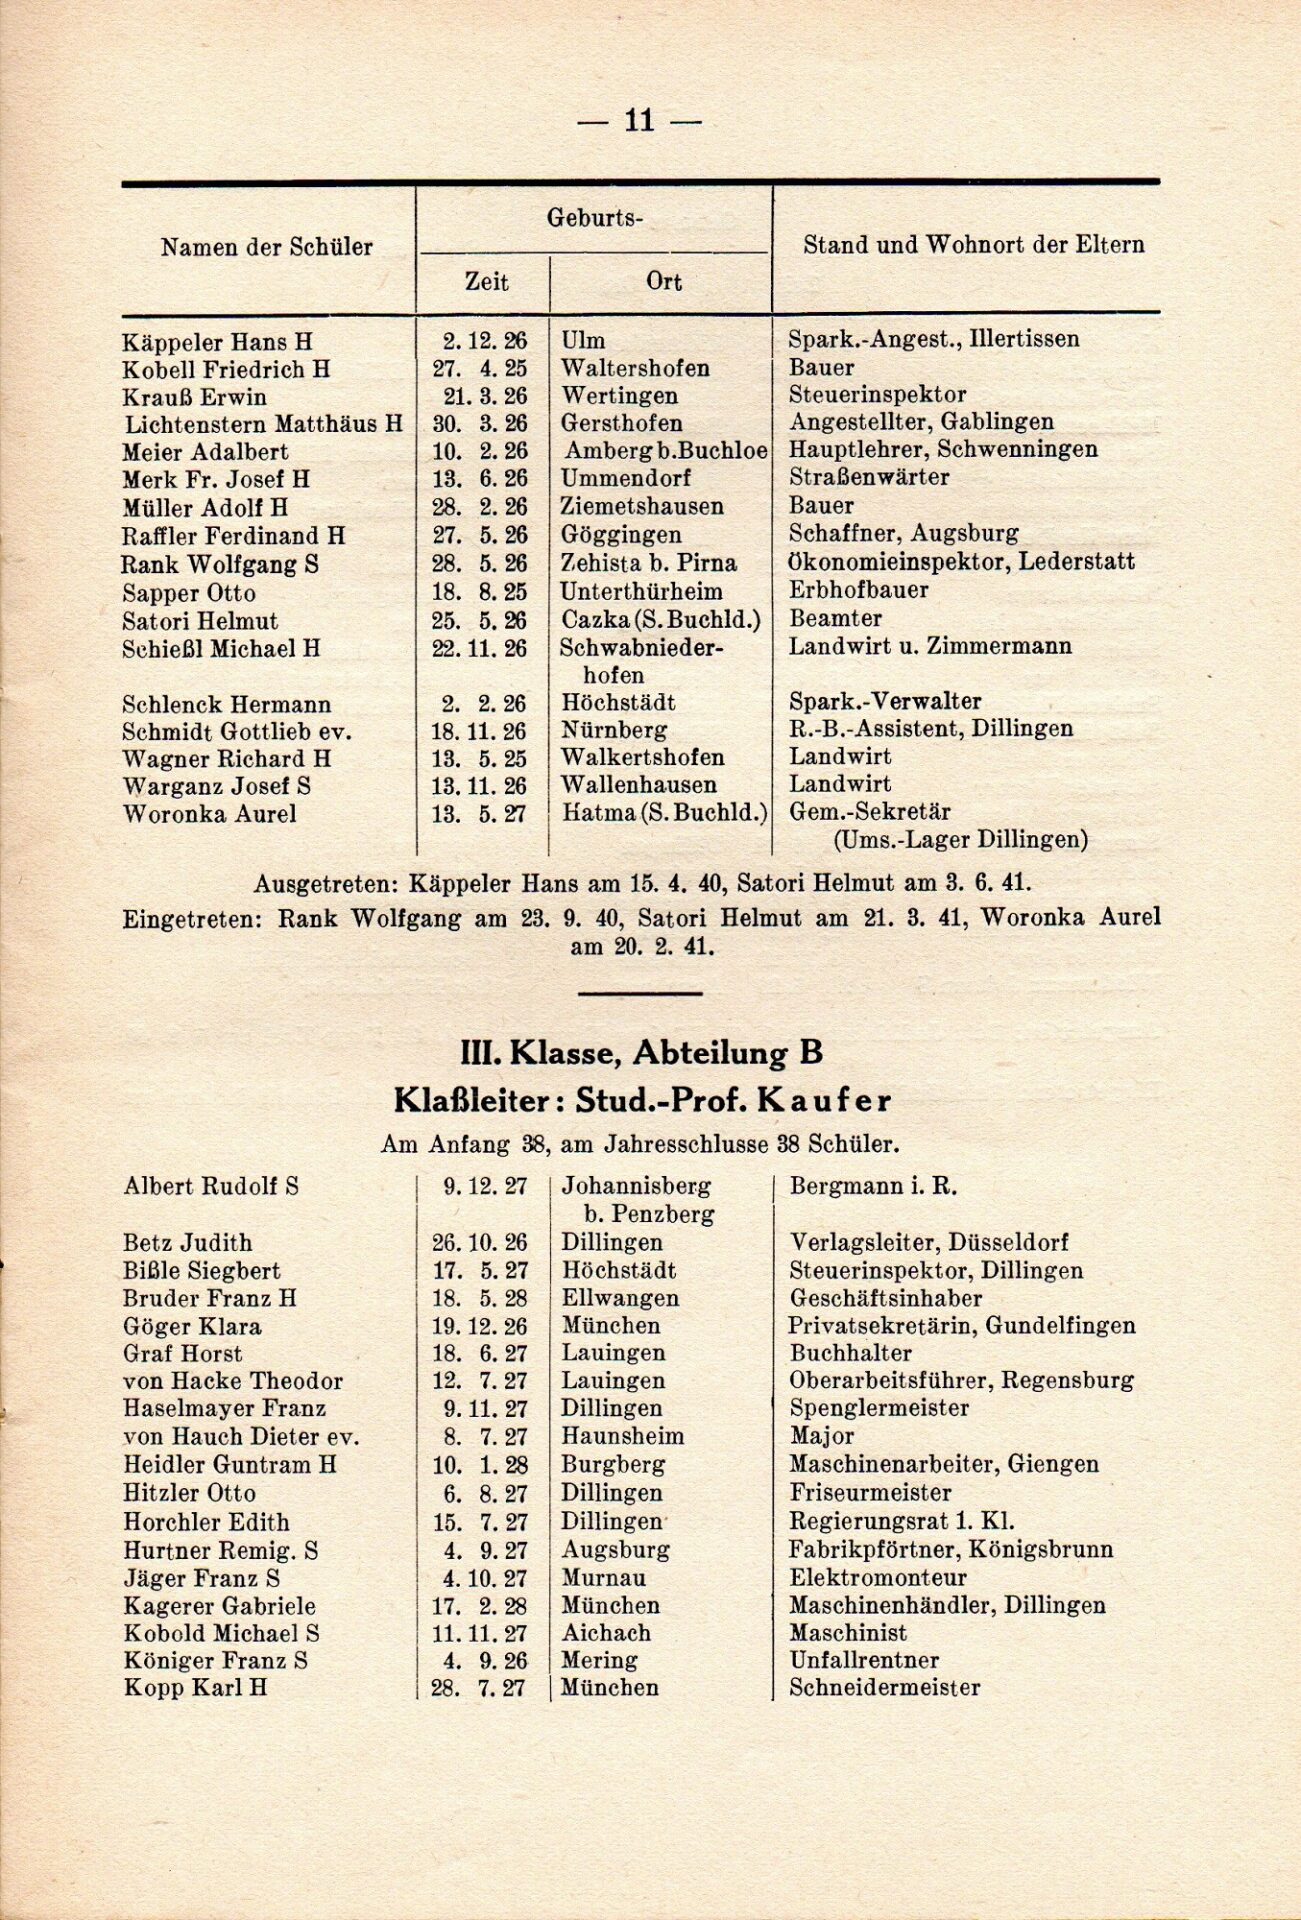 — 11 —
Namen der Schüler | Geburts- | Stand und Wohnort der Eltern
Zeit | Ort
Käppeler Hans H | 2. 12. 26 | Ulm | Spark.-Angest., Illertissen
Kobell Friedrich H | 27. 4. 25 | Waltershofen | Bauer
Krauß Erwin | 21. 3. 26 | Wertingen | Steuerinspektor
Lichtenstern Matthäus H | 30. 3. 26 | Gersthofen | Angestellter, Gablingen
Meier Adalbert | 10. 2. 26 | Amberg b. Buchloe | Hauptlehrer, Schwenningen
Merk Fr. Josef H | 13. 6. 26 | Ummendorf | Straßenwärter
Müller Adolf H | 28. 2. 26 | Ziemetshausen | Bauer
Raffler Ferdinand H | 27. 5. 26 | Göggingen | Schaffner, Augsburg
Rank Wolfgang S | 28. 5. 26 | Zehista b. Pirna | Ökonomieinspektor, Lederstatt
Sapper Otto | 18. 8. 25 | Unterthürheim | Erbhofbauer
Satori Helmut | 25. 5. 26 | Cazka (S. Buchld.) | Beamter
Schießl Michael H | 22. 11. 26 | Schwabnieder- | Landwirt u. Zimmermann
hofen
Schlenck Hermann | 2. 2. 26 | Höchstädt | Spark.-Verwalter
Schmidt Gottlieb ev. | 18. 11. 26 | Nürnberg | R.-B.-Assistent, Dillingen
Wagner Richard H | 13. 5. 25 | Walkertshofen | Landwirt
Warganz Josef S | 13. 11. 26 | Wallenhausen | Landwirt
Woronka Aurel | 13. 5. 27 | Hatma (S. Buchld.) | Gem.-Sekretär
(Ums.-Lager Dillingen)
Ausgetreten: Käppeler Hans am 15. 4. 40, Satori Helmut am 3. 6. 41.
Eingetreten: Rank Wolfgang am 23. 9. 40, Satori Helmut am 21. 3. 41, Woronka Aurel
am 20. 2. 41.
III. Klasse, Abteilung B
Klaßleiter: Stud.-Prof. Kaufer
Am Anfang 38, am Jahresschlusse 38 Schüler.
Albert Rudolf S | 9. 12. 27 | Johannisberg | Bergmann i. R.
b. Penzberg
Betz Judith | 26. 10. 26 | Dillingen | Verlagsleiter, Düsseldorf
Bißle Siegbert | 17. 5. 27 | Höchstädt | Steuerinspektor, Dillingen
Bruder Franz H | 18. 5. 28 | Ellwangen | Geschäftsinhaber
Göger Klara | 19. 12. 26 | München | Privatsekretärin, Gundelfingen
Graf Horst | 18. 6. 27 | Lauingen | Buchhalter
von Hacke Theodor | 12. 7. 27 | Lauingen | Oberarbeitsführer, Regensburg
Haselmayer Franz | 9. 11. 27 | Dillingen | Spenglermeister
von Hauch Dieter ev. | 8. 7. 27 | Haunsheim | Major
Heidler Guntram H | 10. 1. 28 | Burgberg | Maschinenarbeiter, Giengen
Hitzler Otto | 6. 8. 27 | Dillingen | Friseurmeister
Horchler Edith | 15. 7. 27 | Dillingen | Regierungsrat 1. Kl.
Hurtner Remig. S | 4. 9. 27 | Augsburg | Fabrikpförtner, Königsbrunn
Jäger Franz S | 4. 10. 27 | Murnau | Elektromonteur
Kagerer Gabriele | 17. 2. 28 | München | Maschinenhändler, Dillingen
Kobold Michael S | 11. 11. 27 | Aichach | Maschinist
Königer Franz S | 4. 9. 26 | Mering | Unfallrentner
Kopp Karl H | 28. 7. 27 | München | Schneidermeister